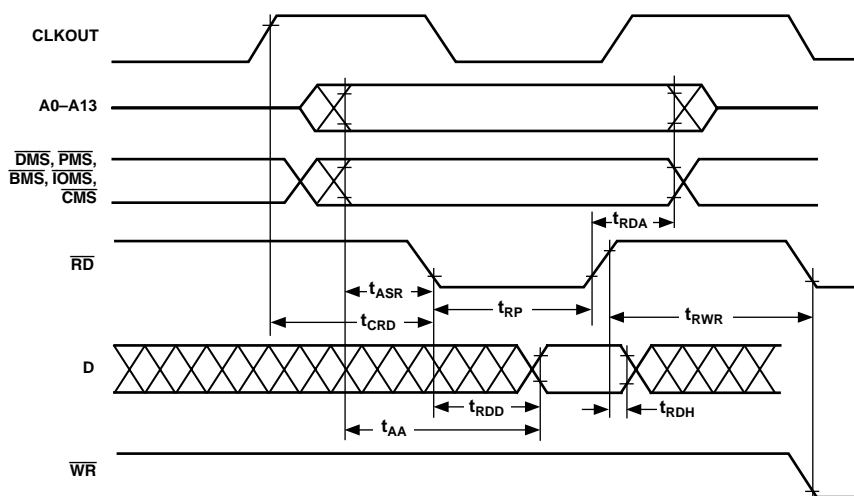 CLKOUT
A0–A13
DMS, PMS,
BMS, IOMS,
CMS
tRDA
RD
tASR
tCRD
tRP
tRWR
D
tRDD
tRDH
tAA
WR